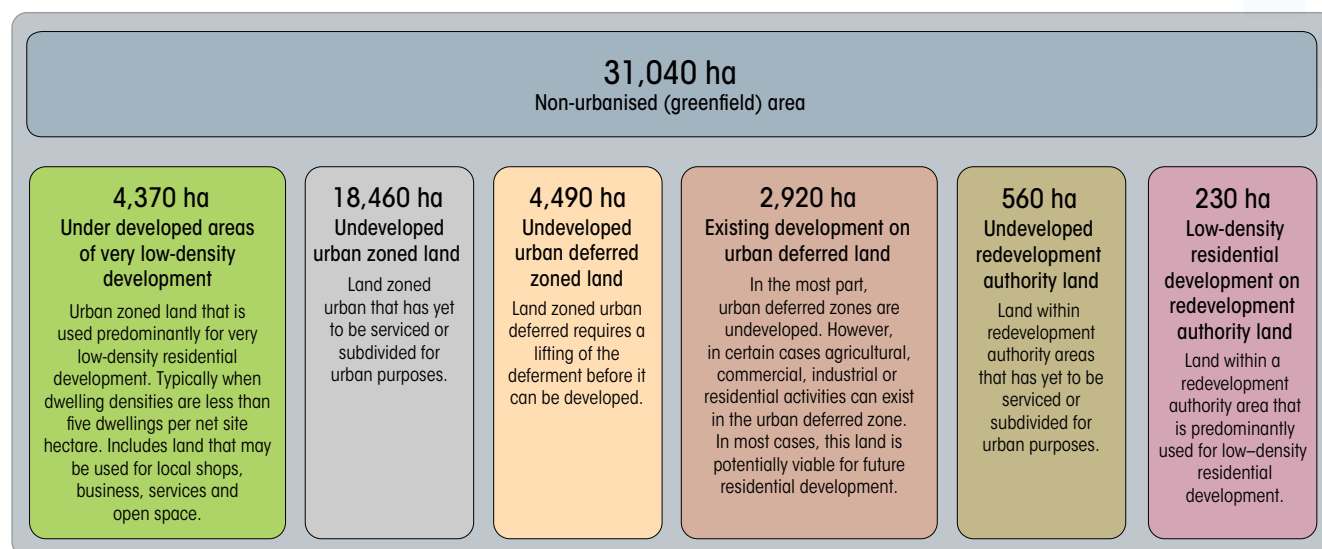 31,040 ha
Non-urbanised (greenfield) area
4,370 ha
Under developed areas
of very low-density
development
Urban zoned land that is
used predominantly for very
low-density residential
development. Typically when
dwelling densities are less than
five dwellings per net site
hectare. Includes land that may
be used for local shops,
business, services and
open space.
18,460 ha
Undeveloped
urban zoned land
Land zoned
urban that has yet
to be serviced or
subdivided for
urban purposes.
4,490 ha
Undeveloped
urban deferred
zoned land
Land zoned urban
deferred requires a
lifting of the
deferment before it
can be developed.
2,920 ha
Existing development on
urban deferred land
In the most part,
urban deferred zones are
undeveloped. However,
in certain cases agricultural,
commercial, industrial or
residential activities can exist
in the urban deferred zone.
In most cases, this land is
potentially viable for future
residential development.
560 ha
Undeveloped
redevelopment
authority land
Land within
redevelopment
authority areas
that has yet to be
serviced or
subdivided for
urban purposes.
230 ha
Low-density
residential
development on
redevelopment
authority land
Land within a
redevelopment
authority area that
is predominantly
used for low–density
residential
development.